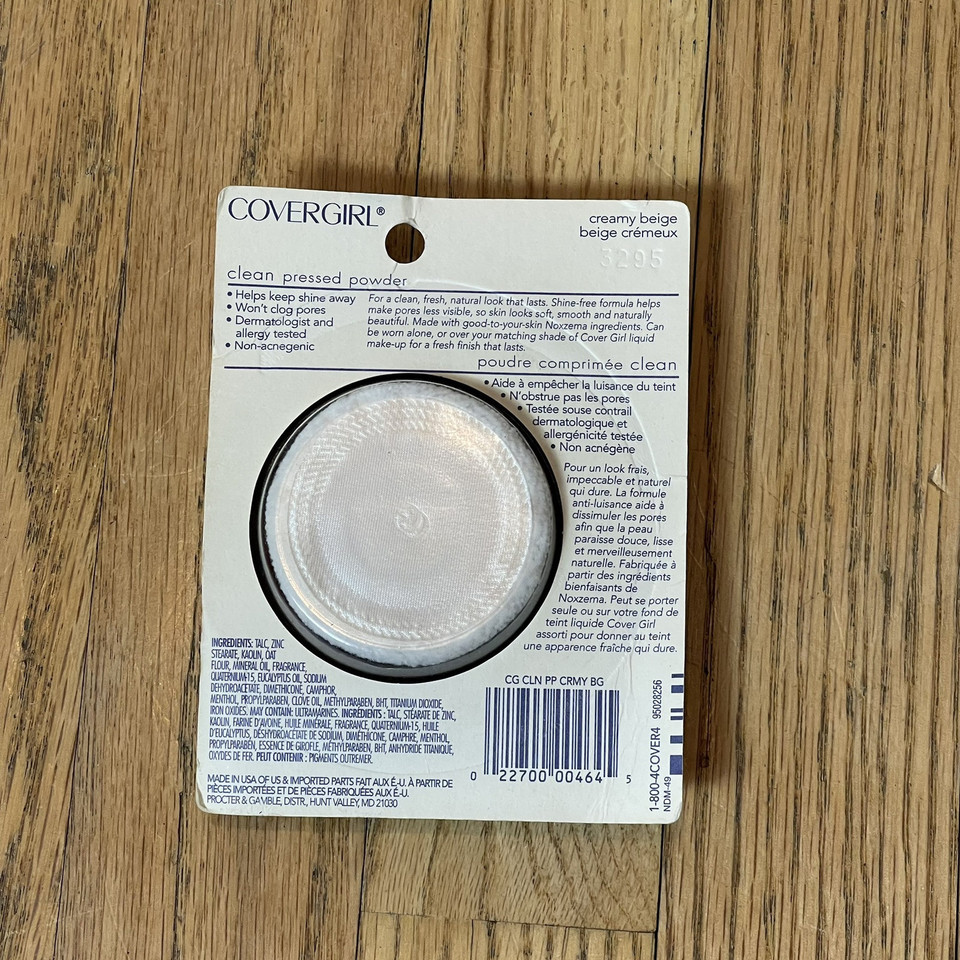 COVERGIRL®
creamy beige
beige crémeux
3295
clean pressed powder
• Helps keep shine away
• Won't clog pores
• Dermatologist and
allergy tested
• Non-acnegenic
For a clean, fresh, natural look that lasts. Shine-free formula helps
make pores less visible, so skin looks soft, smooth and naturally
beautiful. Made with good-to-your-skin Noxzema ingredients. Can
be worn alone, or over your matching shade of Cover Girl liquid
make-up for a fresh finish that lasts.
poudre comprimée clean
• Aide à empêcher la luisance du teint
• N'obstrue pas les pores
• Testée souse contrail
dermatologique et
allergénicité testée
• Non acnégène
Pour un look frais,
impeccable et naturel
qui dure. La formule
anti-luisance aide à
dissimuler les pores
afin que la peau
paraisse douce, lisse
et merveilleusement
naturelle. Fabriquée à
partir des ingrédients
bienfaisants de
Noxzema. Peut se porter
seule ou sur votre fond de
teint liquide Cover Girl
assorti pour donner au teint
une apparence fraîche qui dure.
INGREDIENTS: TALC, ZINC
STEARATE, KAOLIN, OAT
FLOUR, MINERAL OIL, FRAGRANCE,
QUATERNIUM-15, EUCALYPTUS OIL, SODIUM
DEHYDROACETATE, DIMETHICONE, CAMPHOR,
MENTHOL, PROPYLPARABEN, CLOVE OIL, METHYLPARABEN, BHT, TITANIUM DIOXIDE,
IRON OXIDES. MAY CONTAIN: ULTRAMARINES. INGRÉDIENTS : TALC, STÉARATE DE ZINC,
KAOLIN, FARINE D'AVOINE, HUILE MINÉRALE, FRAGRANCE, QUATERNIUM-15, HUILE
D'EUCALYPTUS, DÉSHYDROACÉTATE DE SODIUM, DIMÉTHICONE, CAMPHRE, MENTHOL,
PROPYLPARABÈN, ESSENCE DE GIROFLE, MÉTHYLPARABÈN, BHT, ANHYDRIDE TITANIQUE,
OXYDES DE FER. PEUT CONTENIR : PIGMENTS OUTREMER.
MADE IN USA OF US & IMPORTED PARTS FAIT AUX É.-U. À PARTIR DE
PIÈCES IMPORTÉES ET DE PIÈCES FABRIQUÉES AUX É.-U.
PROCTER & GAMBLE, DISTR., HUNT VALLEY, MD 21030
CG CLN PP CRMY BG
0 22700 00464 5
1-800-4COVER4 95028256
NDM-49